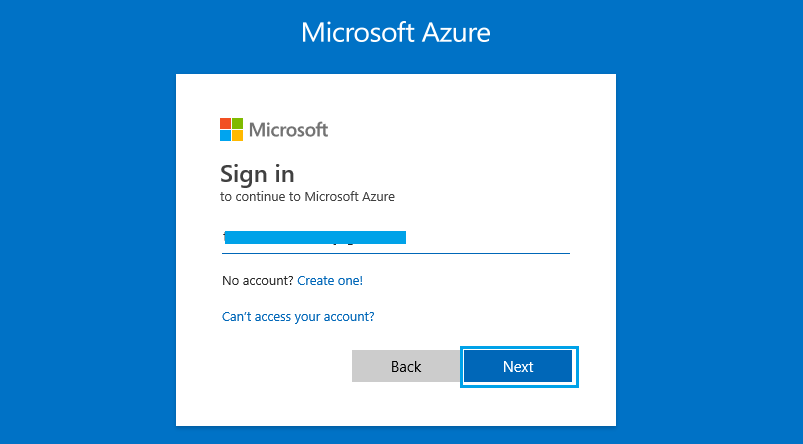 Microsoft Azure
Microsoft
Sign in
to continue to Microsoft Azure
No account? Create one!
Can't access your account?
Back Next